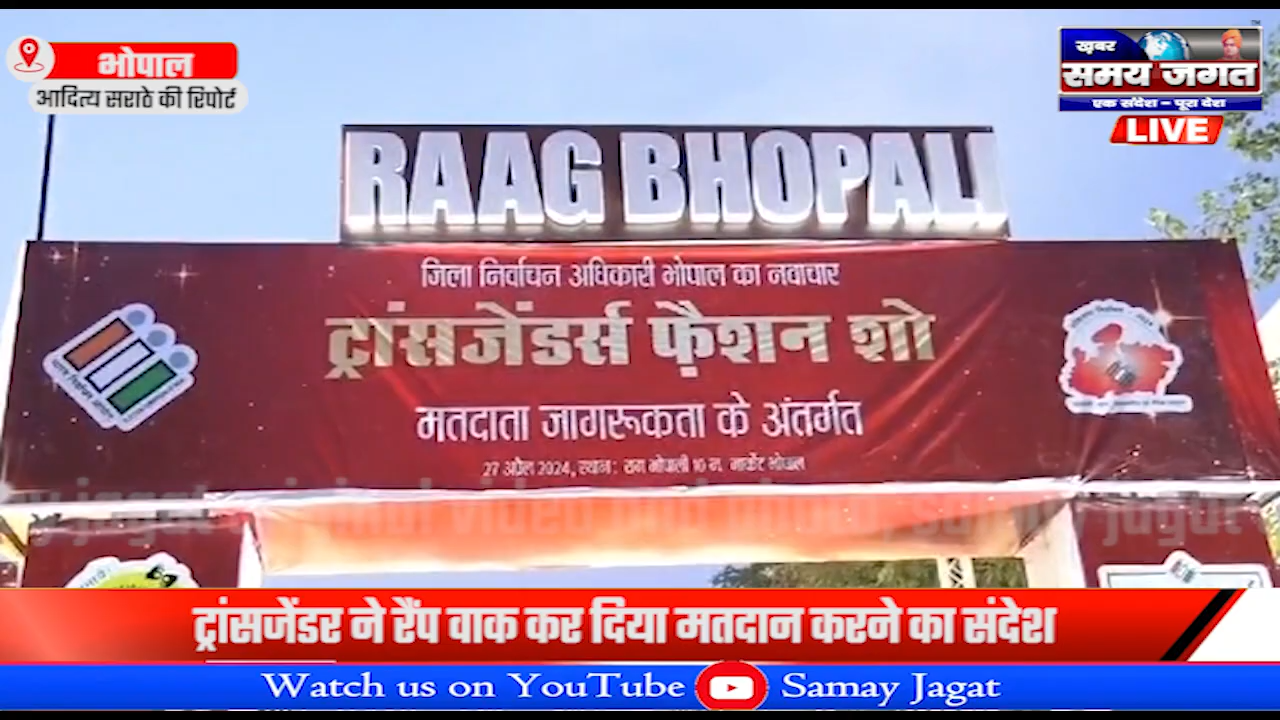 भोपाल
आदित्य सराठे की रिपोर्ट
ख़बर
समय जगत
एक संदेश - पूरा देश
LIVE
RAAG BHOPALI
जिला निर्वाचन अधिकारी भोपाल का नवाचार
ट्रांसजेंडर्स फ़ैशन शो
मतदाता जागरूकता के अंतर्गत
27 अप्रैल 2024, स्थान : राग भोपाली 10 न. मार्केट भोपाल
ट्रांसजेंडर ने रैंप वाक कर दिया मतदान करने का संदेश
Watch us on YouTube Samay Jagat